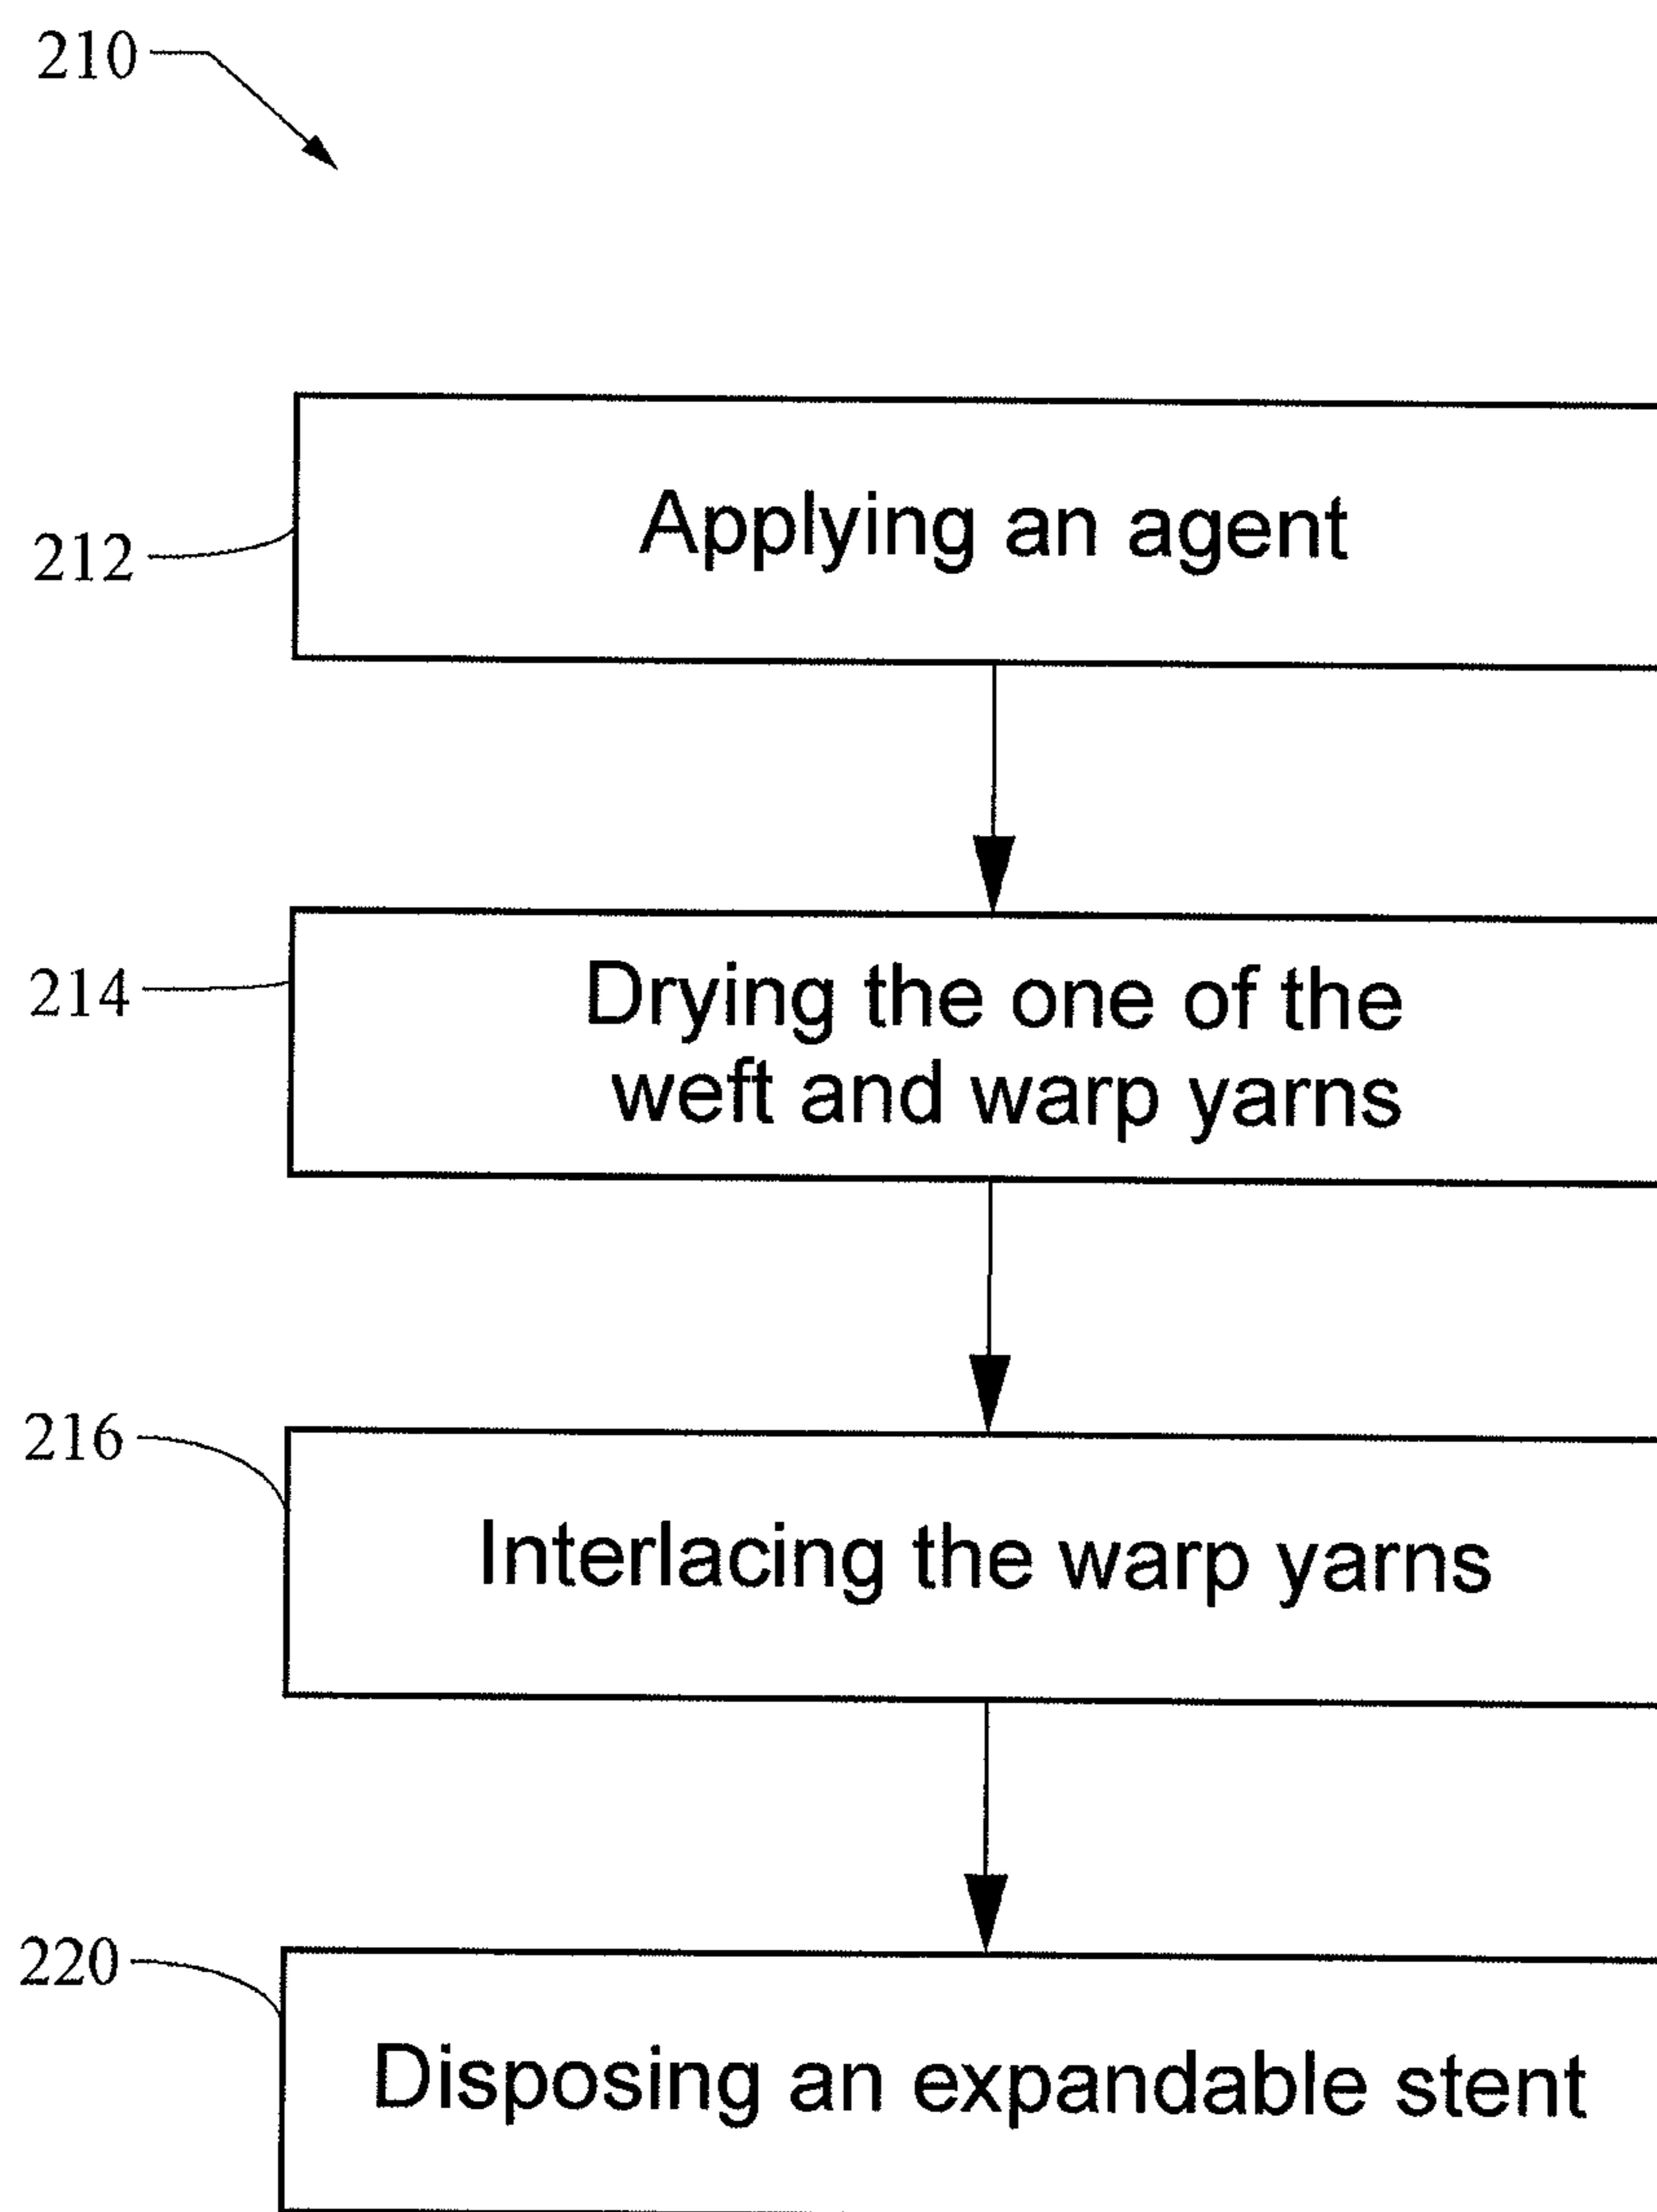 210
212
Applying an agent
214
Drying the one of the
weft and warp yarns
216
Interlacing the warp yarns
220
Disposing an expandable stent